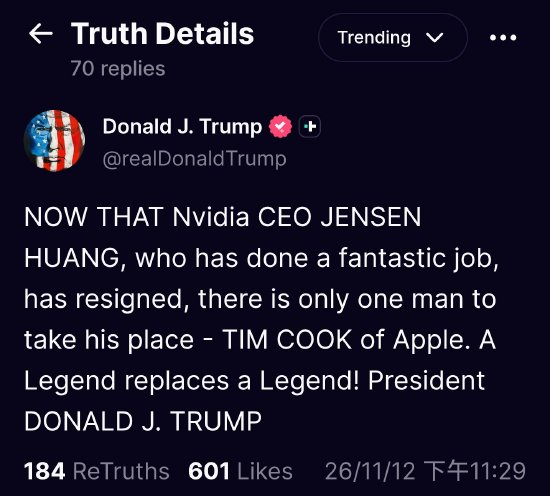 Truth Details
Trending
70 replies
Donald J. Trump
@realDonaldTrump
NOW THAT Nvidia CEO JENSEN
HUANG, who has done a fantastic job,
has resigned, there is only one man to
take his place - TIM COOK of Apple. A
Legend replaces a Legend! President
DONALD J. TRUMP
184 ReTruths 601 Likes 26/11/12 下午11:29